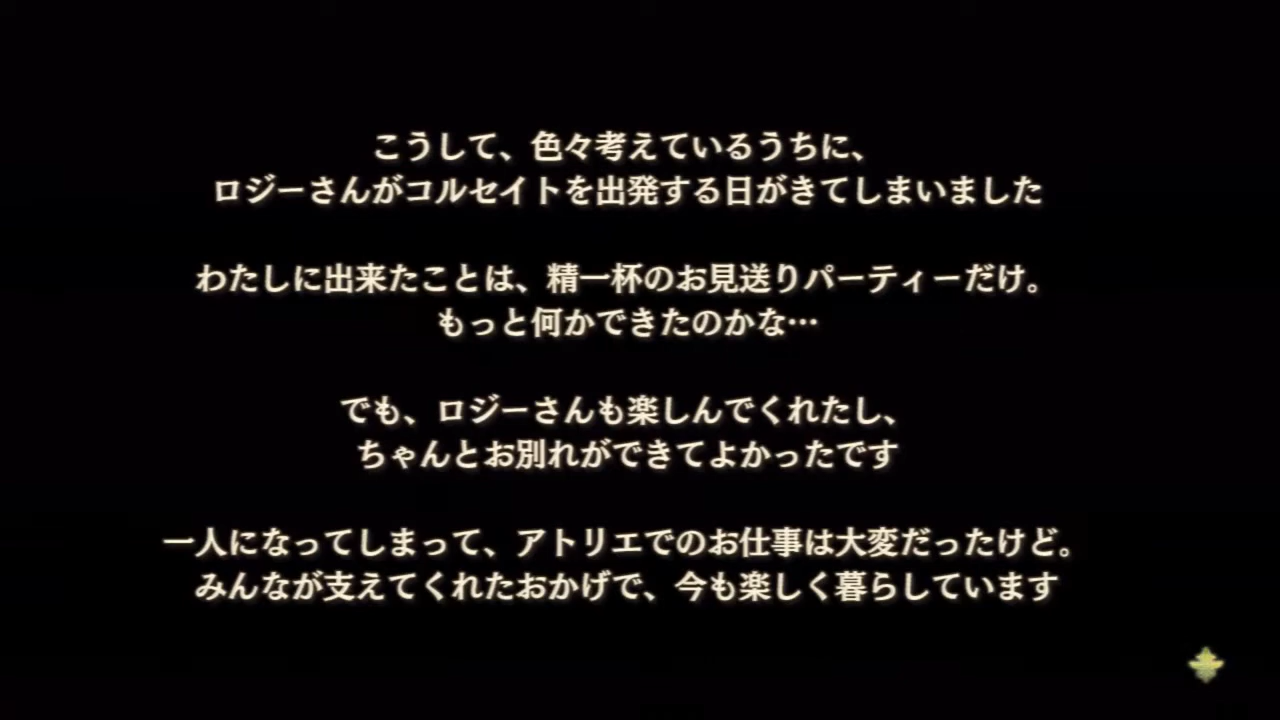 こうして、色々考えているうちに、
ロジーさんがコルセイトを出発する日がきてしまいました
わたしに出来たことは、精一杯のお見送りパーティーだけ。
もっと何かできたのかな…
でも、ロジーさんも楽しんでくれたし、
ちゃんとお別れができてよかったです
一人になってしまって、アトリエでのお仕事は大変だったけど。
みんなが支えてくれたおかげで、今も楽しく暮らしています